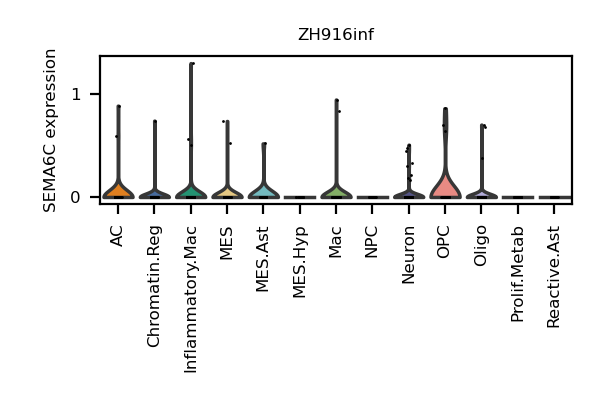 ZH916inf
SEMA6C expression
1
0
AC
Chromatin.Reg
Inflammatory.Mac
MES
MES.Ast
MES.Hyp
Mac
NPC
Neuron
OPC
Oligo
Prolif.Metab
Reactive.Ast